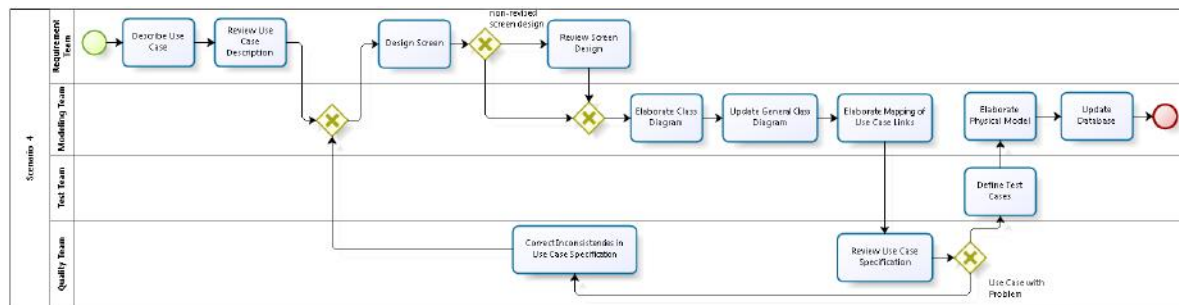 Scenario 4
Requirement
Team
Modeling Team
Test Team
Quality Team
Describe Use
Case
Review Use
Case
Description
Design Screen
non-revised
screen design
Review Screen
Design
Elaborate Class
Diagram
Update General Class
Diagram
Elaborate Mapping of
Use Case Links
Elaborate
Physical Model
Update
Database
Define Test
Cases
Correct Inconsistencies in
Use Case Specification
Review Use Case
Specification
Use Case with
Problem